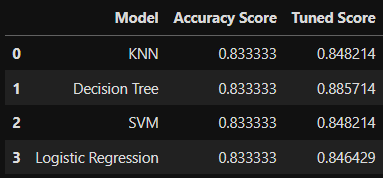 Model Accuracy Score Tuned Score
0 KNN 0.833333 0.848214
1 Decision Tree 0.833333 0.885714
2 SVM 0.833333 0.848214
3 Logistic Regression 0.833333 0.846429